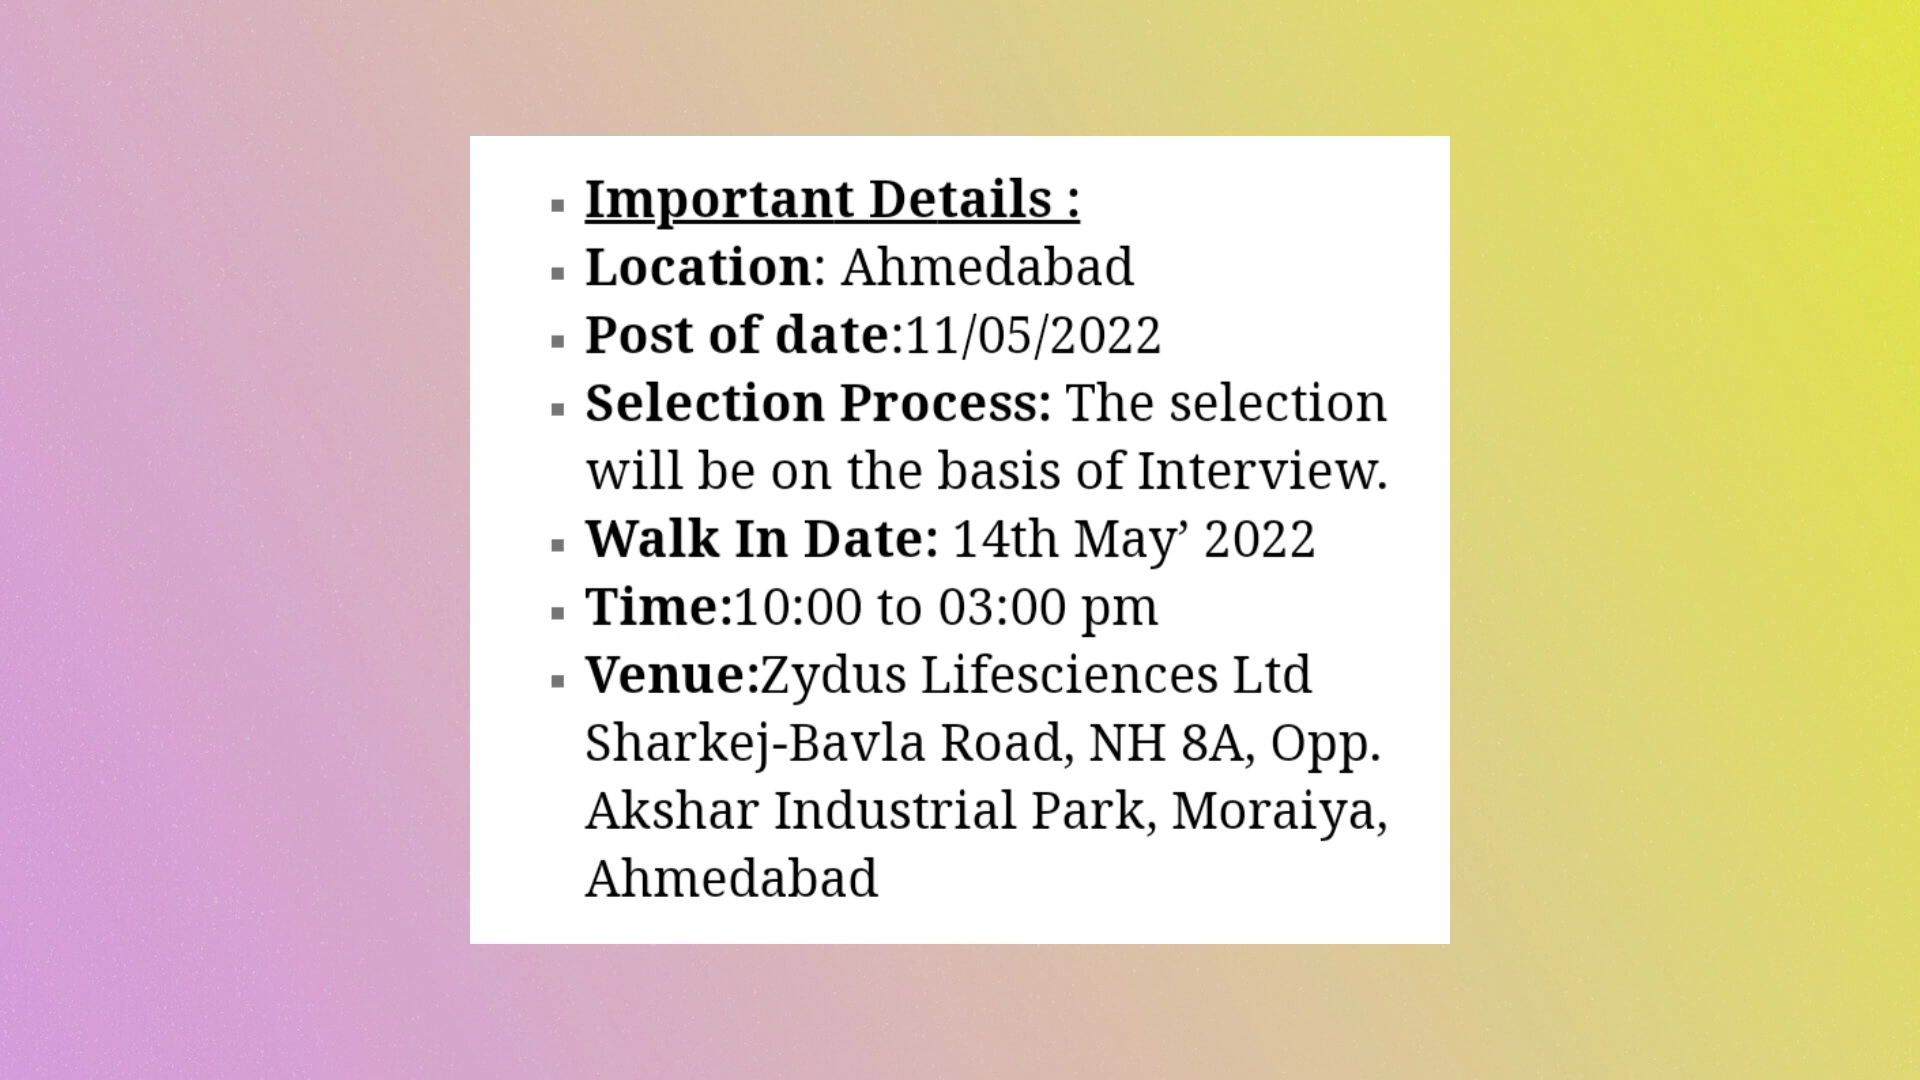 Important Details :
Location: Ahmedabad
Post of date:11/05/2022
Selection Process: The selection
will be on the basis of Interview.
Walk In Date: 14th May’ 2022
Time:10:00 to 03:00 pm
Venue:Zydus Lifesciences Ltd
Sharkej-Bavla Road, NH 8A, Opp.
Akshar Industrial Park, Moraiya,
Ahmedabad